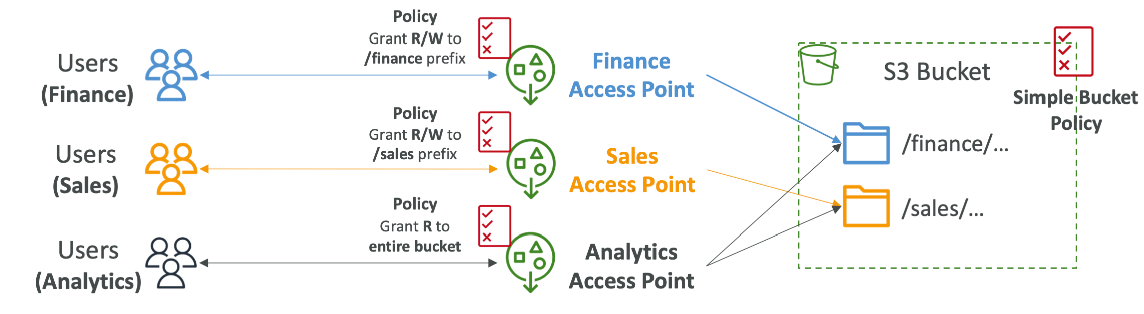 Policy
Grant R/W to
/finance prefix
Users
(Finance)
Finance
Access Point
S3 Bucket
Simple Bucket
Policy
Policy
Grant R/W to
/sales prefix
Users
(Sales)
Sales
Access Point
/finance/...
/sales/...
Policy
Grant R to
entire bucket
Users
(Analytics)
Analytics
Access Point